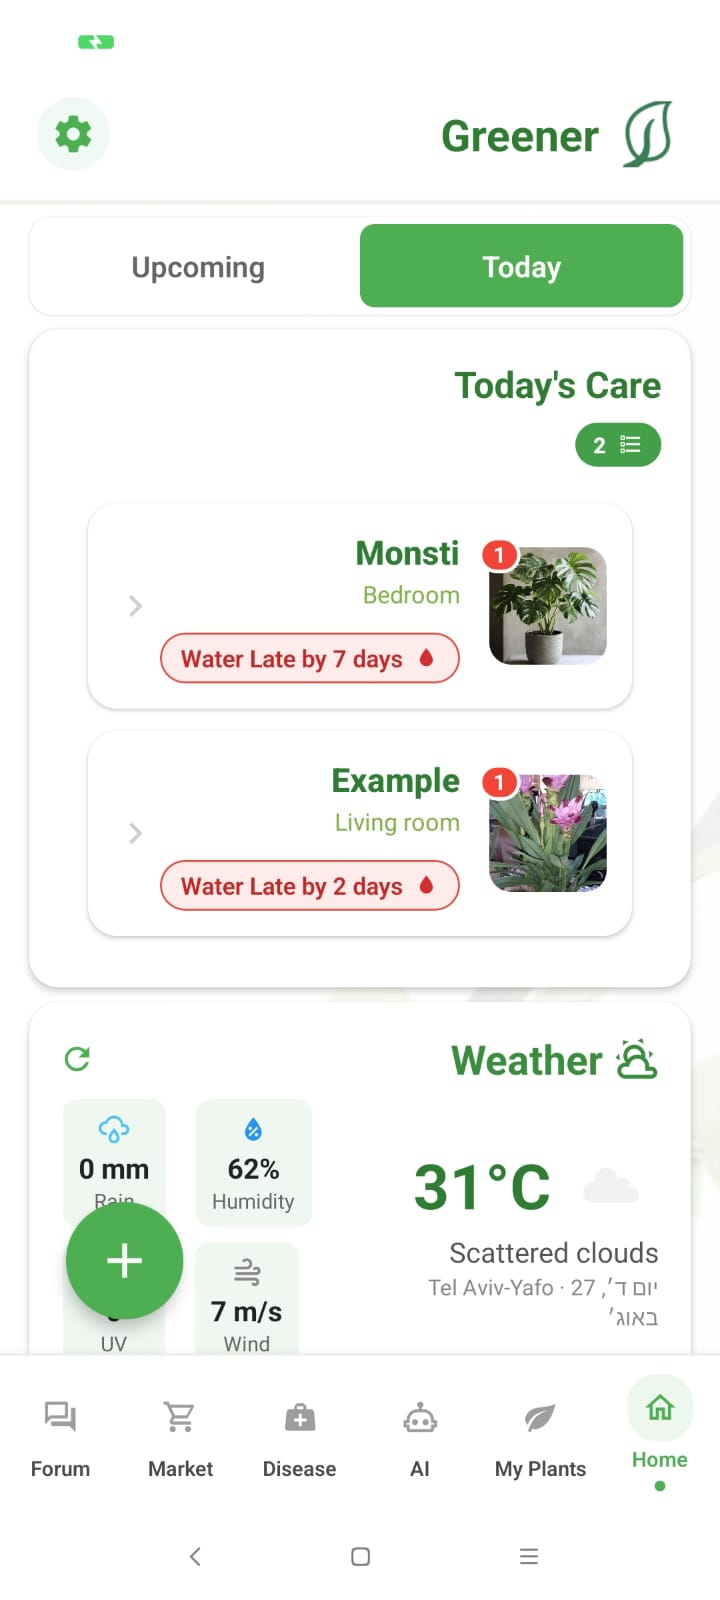 Greener
Upcoming
Today
Today's Care
2
Monsti
1
Bedroom
Water Late by 7 days
Example
1
Living room
Water Late by 2 days
Weather
0 mm
Rain
62%
Humidity
31°C
Scattered clouds
Tel Aviv-Yafo · 27 ,'יום ד
באוג'
7 m/s
UV
Wind
Forum
Market
Disease
AI
My Plants
Home